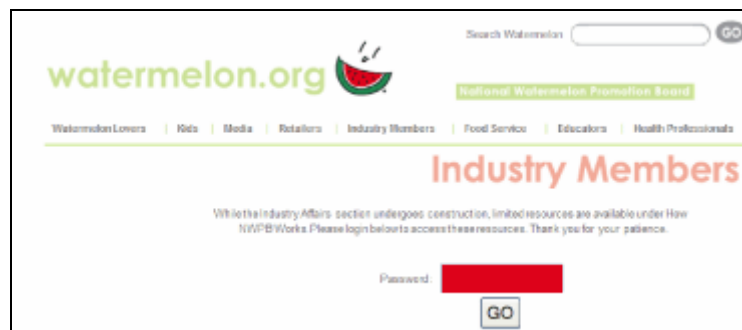 Search Watermelon GO
watermelon.org
National Watermelon Promotion Board
Watermelon Lovers | Kids | Media | Retailers | Industry Members | Food Service | Educators | Health Professionals
Industry Members
While the Industry Affairs section undergoes construction, limited resources are available under How
NWPB Works. Please login below to access these resources. Thank you for your patience.
Password:
GO